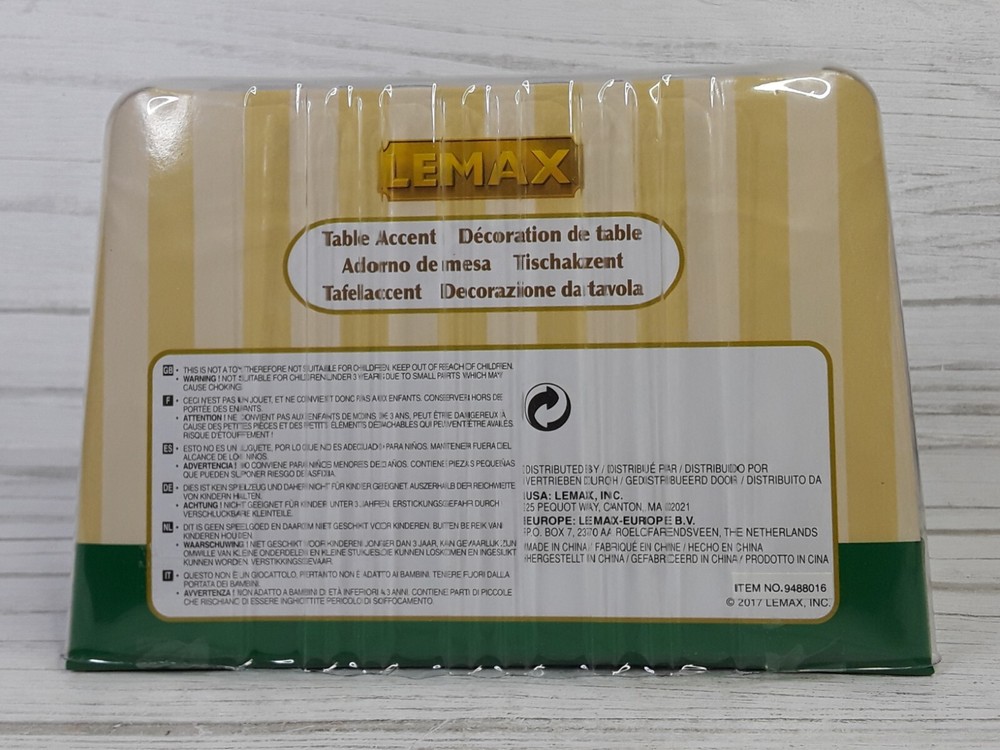 LEMAX
Table Accent Décoration de table
Adorno de mesa Tischakzent
Tafelaccent Decorazione da tavola
GB • THIS IS NOT A TOY. THEREFORE NOT SUITABLE FOR CHILDREN. KEEP OUT OF REACH OF CHILDREN.
• WARNING ! NOT SUITABLE FOR CHILDREN UNDER 3 YEARS DUE TO SMALL PARTS WHICH MAY
CAUSE CHOKING.
F • CECI N'EST PAS UN JOUET, ET NE CONVIENT DONC PAS AUX ENFANTS. CONSERVER HORS DE
PORTÉE DES ENFANTS.
• ATTENTION ! NE CONVIENT PAS AUX ENFANTS DE MOINS DE 3 ANS, PEUT ÊTRE DANGEREUX À
CAUSE DES PETITES PIÈCES ET DES PETITS ÉLÉMENTS DÉTACHABLES QUI PEUVENT ÊTRE AVALÉS.
RISQUE D'ÉTOUFFEMENT !
ES • ESTO NO ES UN JUGUETE, POR LO QUE NO ES ADECUADO PARA NIÑOS. MANTENER FUERA DEL
ALCANCE DE LOS NIÑOS.
• ADVERTENCIA ! NO CONVIENE PARA NIÑOS MENORES DE 3 AÑOS. CONTIENE PIEZAS PEQUEÑAS
QUE PUEDEN SUPONER RIESGO DE ASFIXIA.
DE • DIES IST KEIN SPIELZEUG UND DAHER NICHT FÜR KINDER GEEIGNET. AUSZERHALB DER REICHWEITE
VON KINDERN HALTEN.
• ACHTUNG ! NICHT GEEIGNET FÜR KINDER UNTER 3 JAHREN. ERSTICKUNGSGEFAHR DURCH
VERSCHLUCKBARE KLEINTEILE.
NL • DIT IS GEEN SPEELGOED EN DAAROM NIET GESCHIKT VOOR KINDEREN. BUITEN BEREIK VAN
KINDEREN HOUDEN.
• WAARSCHUWING ! NIET GESCHIKT VOOR KINDEREN JONGER DAN 3 JAAR, KAN GEVAARLIJK ZIJN
OMWILLE VAN KLEINE ONDERDELEN EN KLEINE STUKJES DIE KUNNEN LOSKOMEN EN INGESLIKT
KUNNEN WORDEN. VERSTIKKINGSGEVAAR.
IT • QUESTO NON È UN GIOCATTOLO, PERTANTO NON È ADATTO AI BAMBINI. TENERE FUORI DALLA
PORTATA DEI BAMBINI.
• AVVERTENZA ! NON ADATTO A BAMBINI DI ETÀ INFERIORI A 3 ANNI. CONTIENE PARTI DI PICCOLE
CHE RISCHIANO DI ESSERE INGHIOTTITE PERICOLO DI SOFFOCAMENTO.
DISTRIBUTED BY / DISTRIBUÉ PAR / DISTRIBUIDO POR
VERTRIEBEN DURCH / GEDISTRIBUEERD DOOR / DISTRIBUITO DA
USA: LEMAX, INC.
25 PEQUOT WAY, CANTON, MA 02021
EUROPE: LEMAX-EUROPE B.V.
P.O. BOX 7, 2370 AA ROELOFARENDSVEEN, THE NETHERLANDS
MADE IN CHINA / FABRIQUÉ EN CHINE / HECHO EN CHINA
HERGESTELLT IN CHINA / GEFABRICEERD IN CHINA / PRODOTTO IN CINA
ITEM NO.9488016
© 2017 LEMAX, INC.